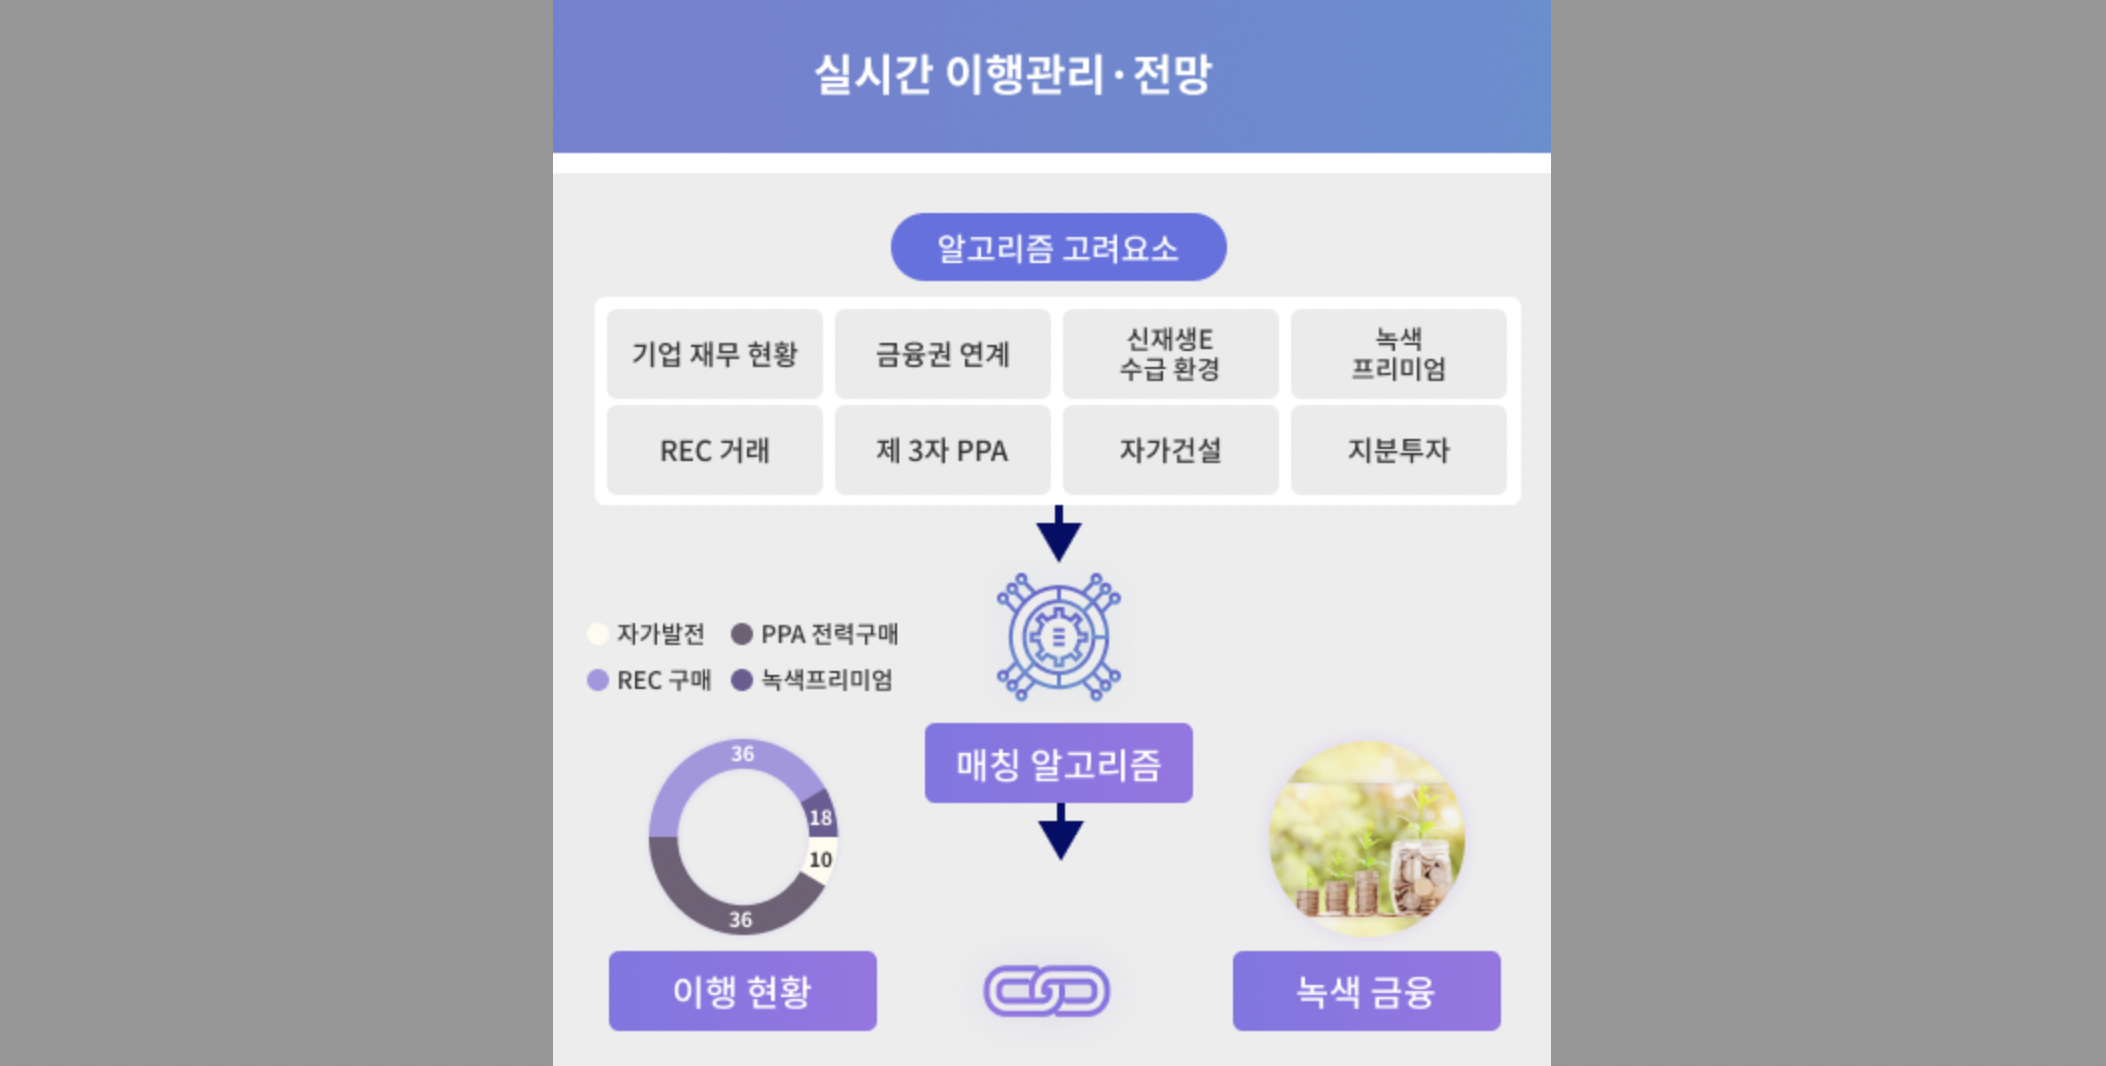 실시간 이행관리·전망
알고리즘 고려요소
기업 재무 현황
금융권 연계
신재생E
수급 환경
녹색
프리미엄
REC 거래
제 3자 PPA
자가건설
지분투자
자가발전
PPA 전력구매
REC 구매
녹색프리미엄
36
18
10
36
매칭 알고리즘
이행 현황
녹색 금융